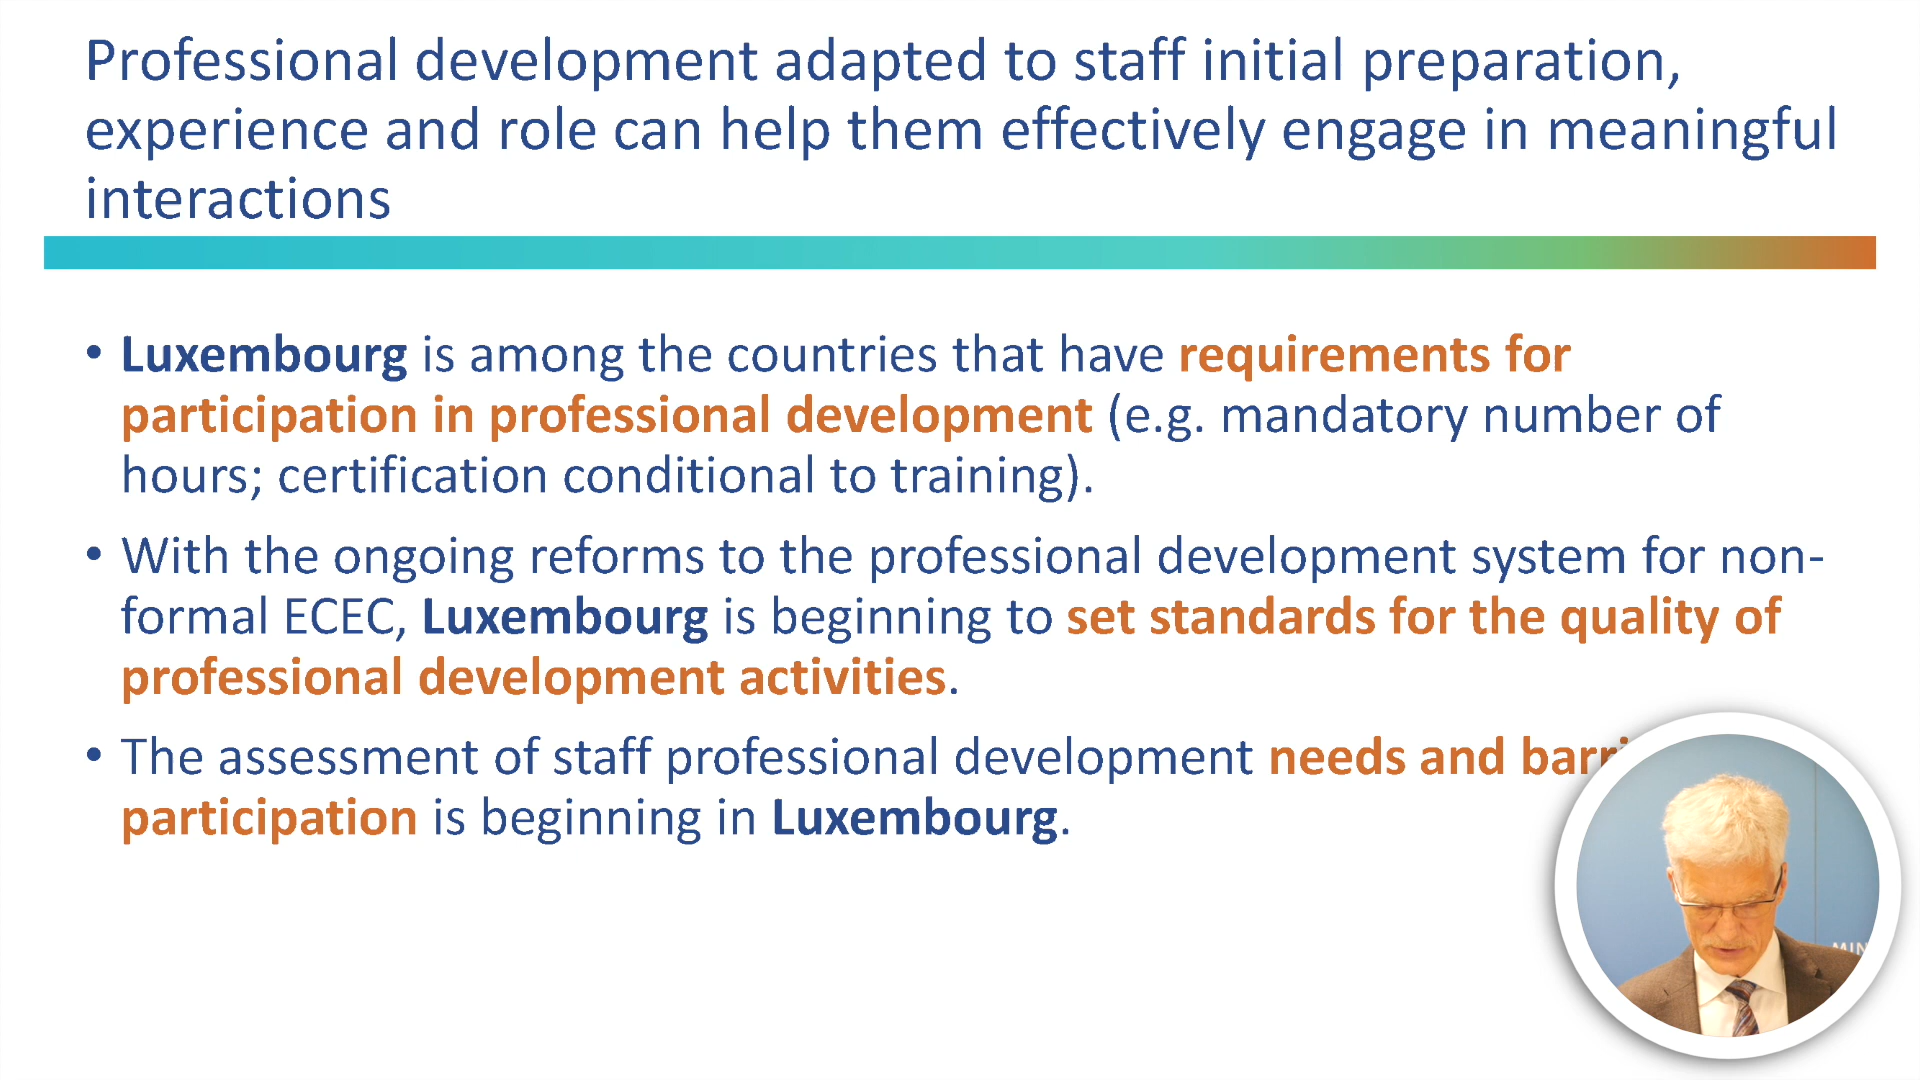 Professional development adapted to staff initial preparation,
experience and role can help them effectively engage in meaningful
interactions
• Luxembourg is among the countries that have requirements for
participation in professional development (e.g. mandatory number of
hours; certification conditional to training).
• With the ongoing reforms to the professional development system for non-
formal ECEC, Luxembourg is beginning to set standards for the quality of
professional development activities.
• The assessment of staff professional development needs and
participation is beginning in Luxembourg.